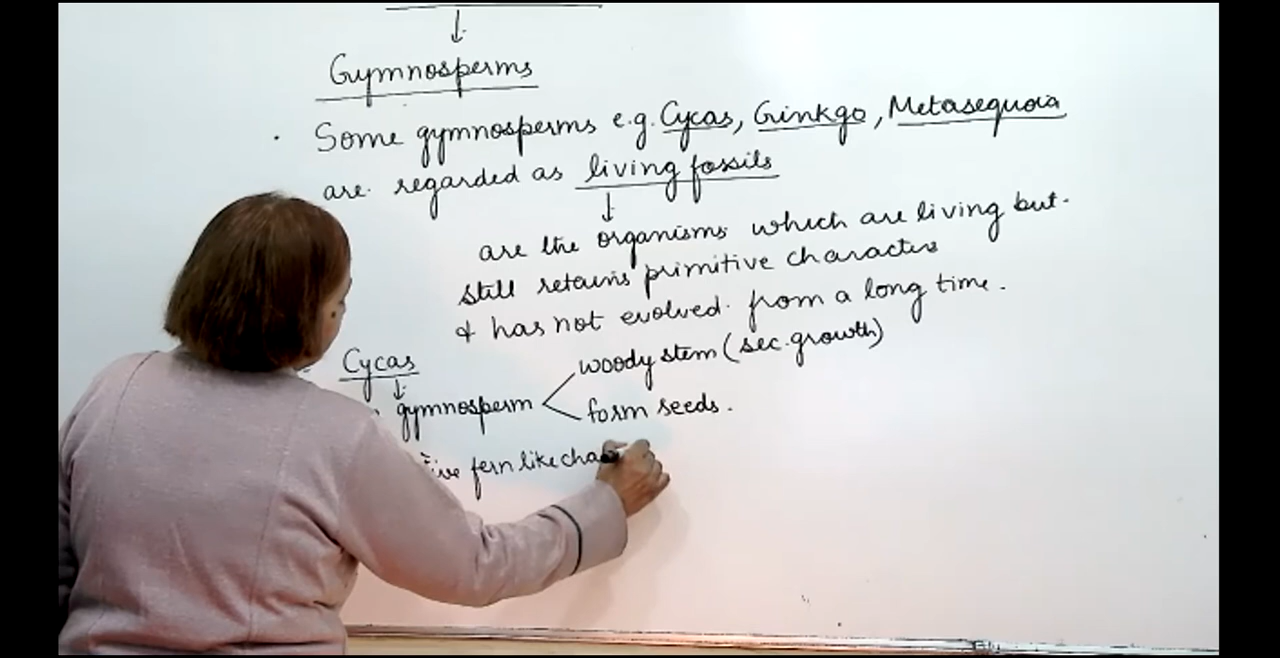 Gymnosperms
. Some gymnosperms e.g. Cycas, Ginkgo, Metasequoia
are regarded as living fossils
are the organisms which are living but
still retains primitive characters
& has not evolved from a long time.
Cycas
gymnosperm
woody stem (sec. growth)
form seeds.
tive fern like cha